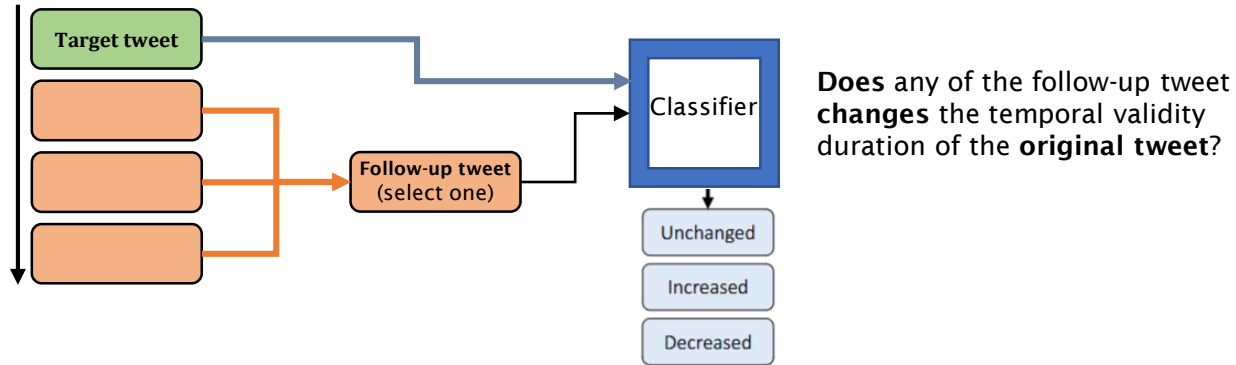 Target tweet
Follow-up tweet
(select one)
Classifier
Unchanged
Increased
Decreased
Does any of the follow-up tweet
changes the temporal validity
duration of the original tweet?